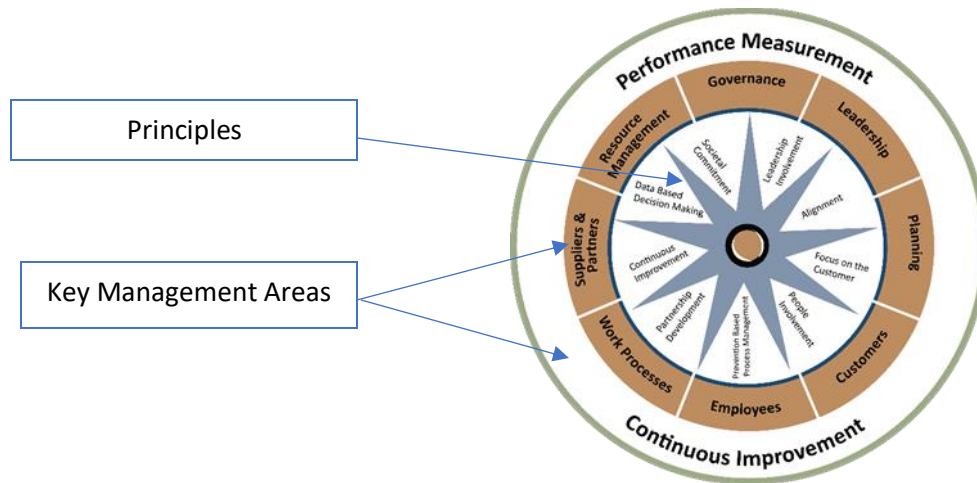 Principles
Key Management Areas
Performance Measurement
Governance
Leadership
Planning
Customers
Employees
Work Processes
Suppliers &
Partners
Resource
Management
Leadership
Involvement
Alignment
Focus on the
Customer
People
Involvement
Prevention Based
Process Management
Partnership
Development
Continuous
Improvement
Data Based
Decision Making
Societal
Commitment
Continuous Improvement